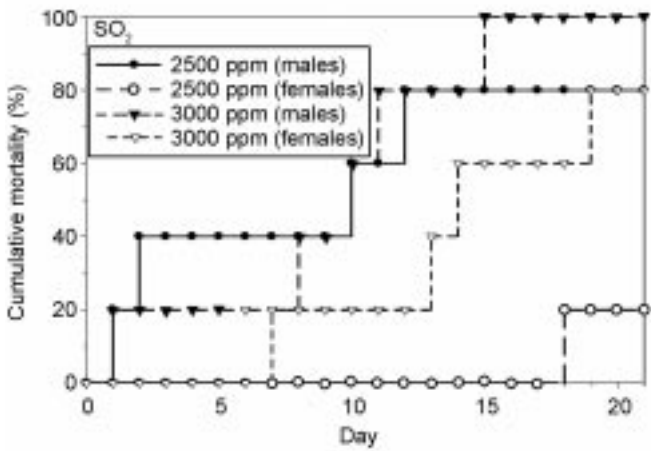 SO2
2500 ppm (males)
2500 ppm (females)
3000 ppm (males)
3000 ppm (females)
Cumulative mortality (%)
100
80
60
40
20
0
0 5 10 15 20
Day